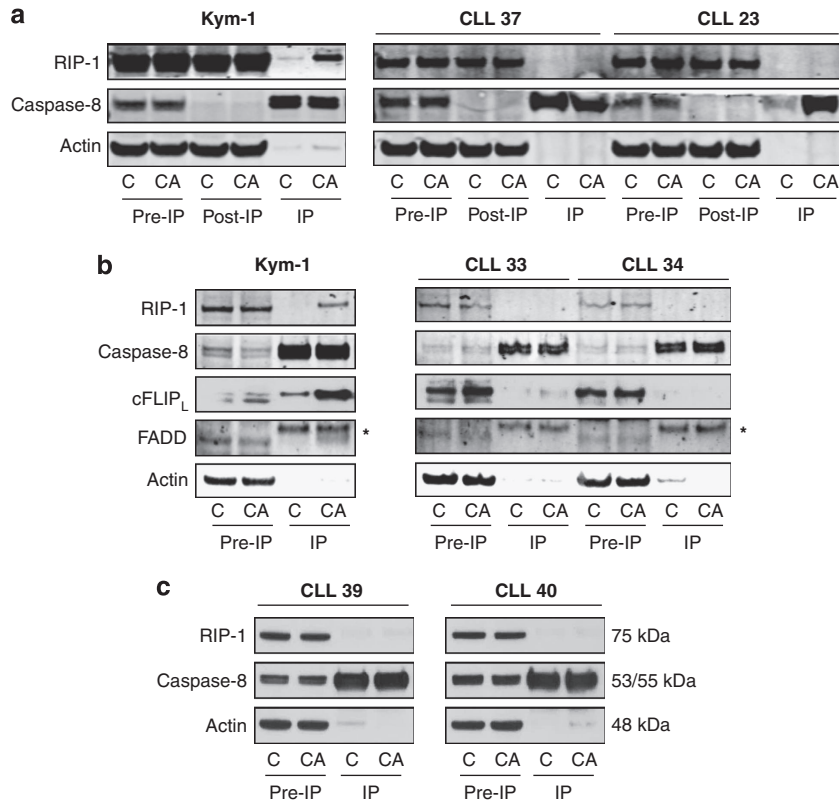 a
Kym-1 CLL 37 CLL 23
RIP-1
Caspase-8
Actin
C CA C CA C CA C CA C CA C CA C CA C CA C CA
Pre-IP Post-IP IP Pre-IP Post-IP IP Pre-IP Post-IP IP
b
Kym-1 CLL 33 CLL 34
RIP-1
Caspase-8
cFLIPL
FADD * *
Actin
C CA C CA C CA C CA C CA C CA
Pre-IP IP Pre-IP IP Pre-IP IP
c
CLL 39 CLL 40
RIP-1 75 kDa
Caspase-8 53/55 kDa
Actin 48 kDa
C CA C CA C CA C CA
Pre-IP IP Pre-IP IP